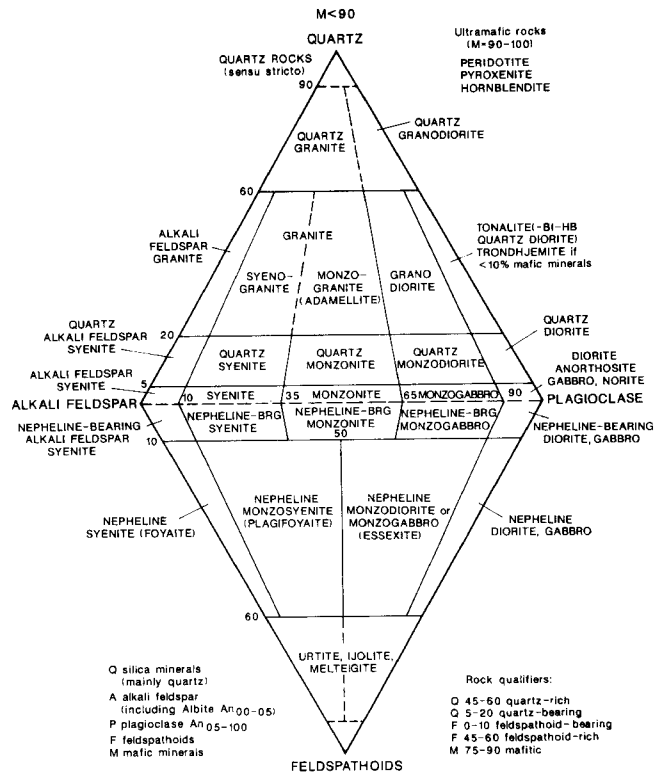 M<90
QUARTZ
Ultramafic rocks
(M=90-100)
PERIDOTITE
PYROXENITE
HORNBLENDITE
QUARTZ ROCKS
(sensu stricto)
90
QUARTZ
GRANITE
QUARTZ
GRANODIORITE
60
ALKALI
FELDSPAR
GRANITE
GRANITE
SYENO-
GRANITE
MONZO-
GRANITE
(ADAMELLITE)
GRANO
DIORITE
TONALITE(-BI-HB
QUARTZ DIORITE)
TRONDHJEMITE if
<10% mafic minerals
20
QUARTZ
ALKALI FELDSPAR
SYENITE
QUARTZ
SYENITE
QUARTZ
MONZONITE
QUARTZ
MONZODIORITE
QUARTZ
DIORITE
ALKALI FELDSPAR
SYENITE
5
DIORITE
ANORTHOSITE
GABBRO, NORITE
ALKALI FELDSPAR
10
SYENITE
35
MONZONITE
65
MONZOGABBRO
90
PLAGIOCLASE
NEPHELINE-BEARING
ALKALI FELDSPAR
SYENITE
NEPHELINE-BRG
SYENITE
NEPHELINE-BRG
MONZONITE
NEPHELINE-BRG
MONZOGABBRO
NEPHELINE-BEARING
DIORITE, GABBRO
10
50
NEPHELINE
SYENITE (FOYAITE)
NEPHELINE
MONZOSYENITE
(PLAGIFOYAITE)
NEPHELINE
MONZODIORITE or
MONZOGABBRO
(ESSEXITE)
NEPHELINE
DIORITE, GABBRO
60
URTITE, IJOLITE,
MELTEIGITE
Q silica minerals
(mainly quartz)
A alkali feldspar
(including Albite An00-05)
P plagioclase An05-100
F feldspathoids
M mafic minerals
Rock qualifiers:
Q 45-60 quartz-rich
Q 5-20 quartz-bearing
F 0-10 feldspathoid-bearing
F 45-60 feldspathoid-rich
M 75-90 mafitic
FELDSPATHOIDS